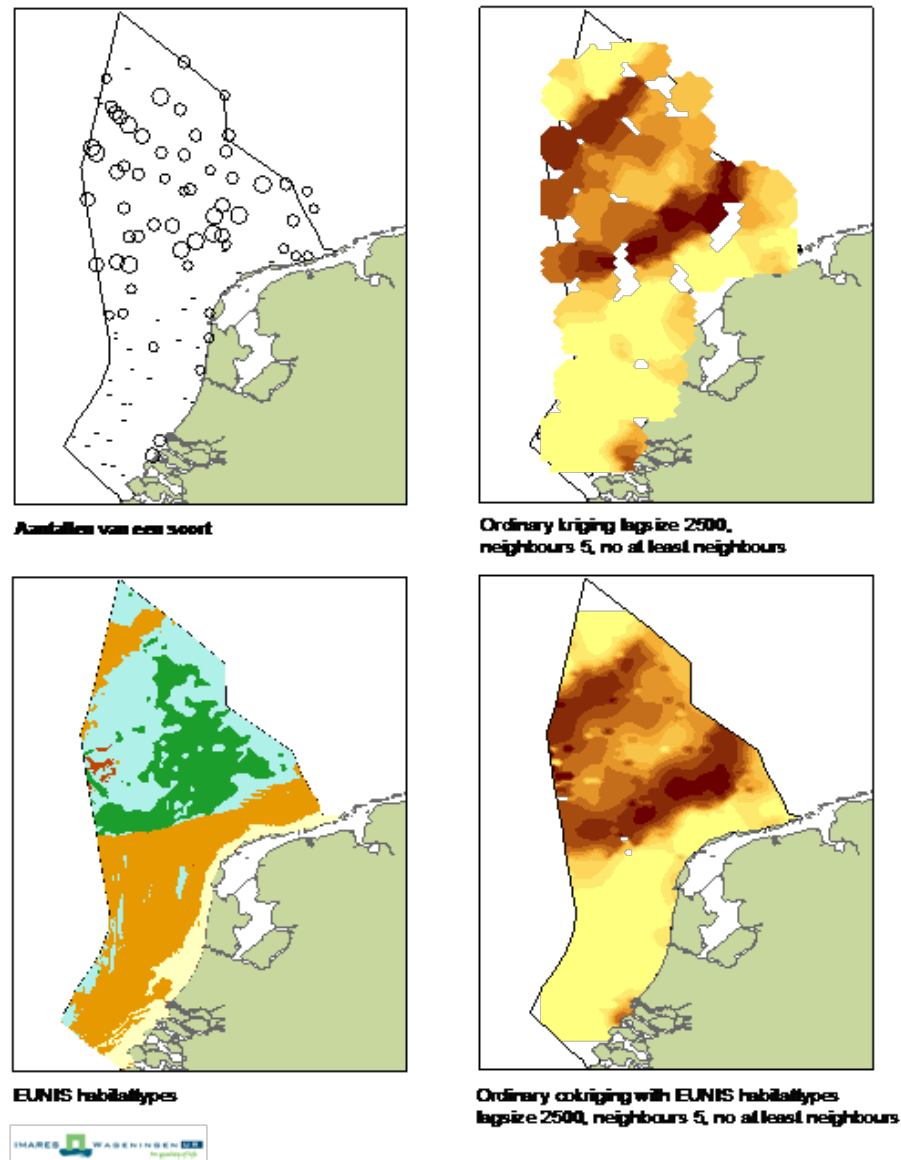 Aantallen van een soort
Ordinary kriging lagsize 2500,
neighbours 5, no at least neighbours
EUNIS habitattypes
Ordinary cokriging with EUNIS habitattypes
lagsize 2500, neighbours 5, no at least neighbours
IMARES WAGENINGEN UR